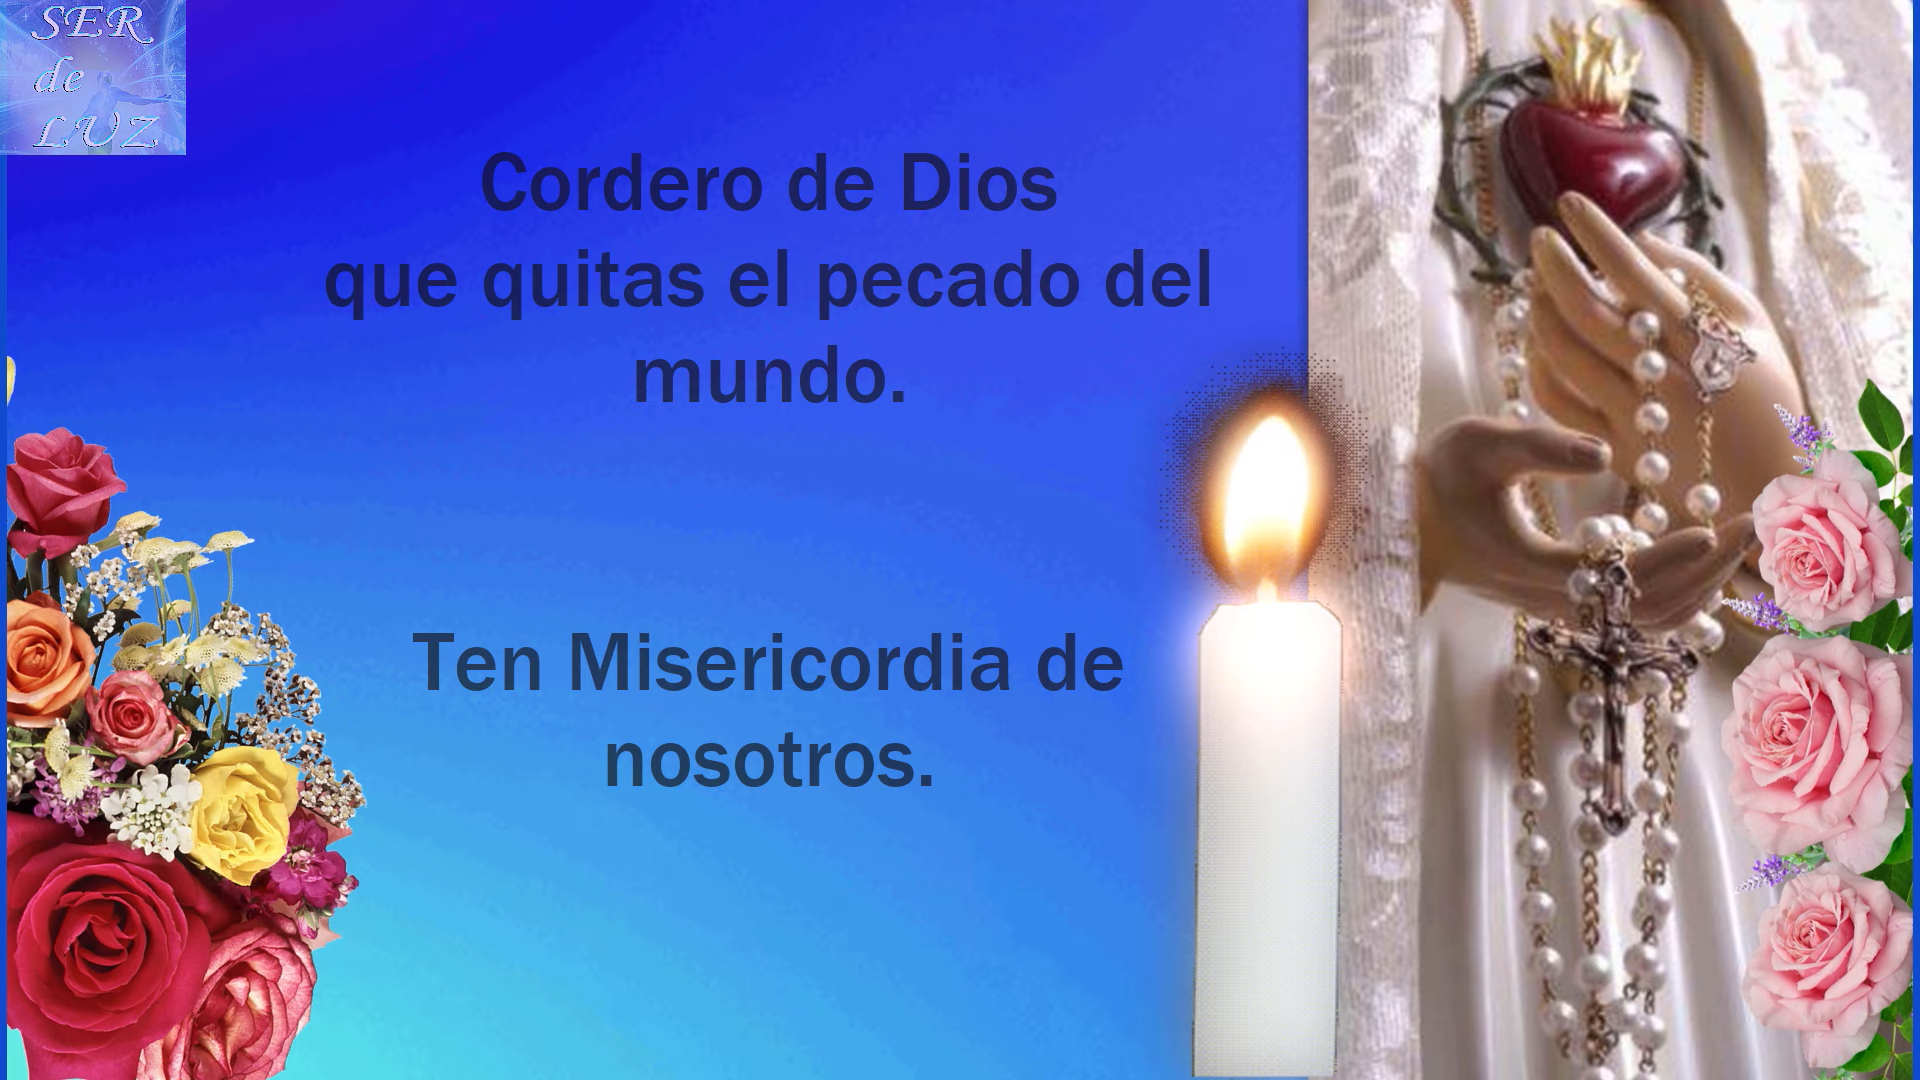 SER
de
LUZ
Cordero de Dios
que quitas el pecado del
mundo.
Ten Misericordia de
nosotros.